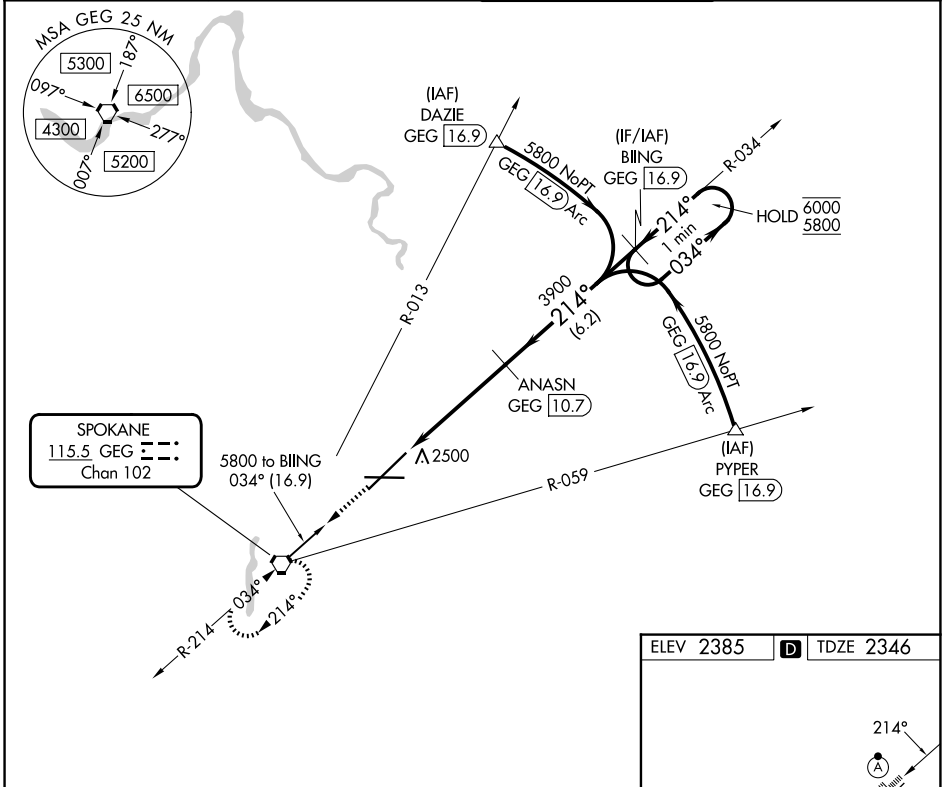 MSA GEG 25 NM
5300
187°
097°
6500
4300
277°
007°
5200
(IAF)
DAZIE
GEG 16.9
5800 NoPT
GEG 16.9 Arc
(IF/IAF)
BIING
GEG 16.9
R-034
214°
1 min
034°
HOLD 6000
5800
R-013
3900
214°
(6.2)
5800 NoPT
GEG 16.9 Arc
ANASN
GEG 10.7
SPOKANE
115.5 GEG
Chan 102
5800 to BIING
034° (16.9)
2500
R-059
(IAF)
PYPER
GEG 16.9
034°
214°
R-214
ELEV 2385 D TDZE 2346
214°
A